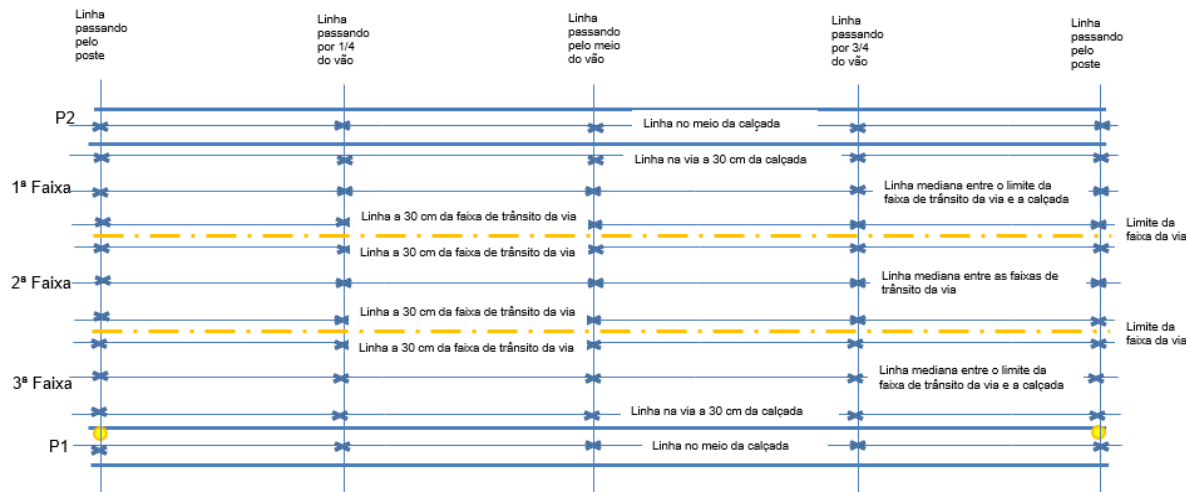 Linha
passando
pelo
poste
Linha
passando
por 1/4
do vão
Linha
passando
pelo meio
do vão
Linha
passando
por 3/4
do vão
Linha
passando
pelo
poste
P2
Linha no meio da calçada
Linha na via a 30 cm da calçada
1ª Faixa
Linha mediana entre o limite da
faixa de trânsito da via e a calçada
Linha a 30 cm da faixa de trânsito da via
Limite da
faixa da via
Linha a 30 cm da faixa de trânsito da via
2ª Faixa
Linha mediana entre as faixas de
trânsito da via
Linha a 30 cm da faixa de trânsito da via
Limite da
faixa da via
Linha a 30 cm da faixa de trânsito da via
3ª Faixa
Linha mediana entre o limite da
faixa de trânsito da via e a calçada
Linha na via a 30 cm da calçada
P1
Linha no meio da calçada